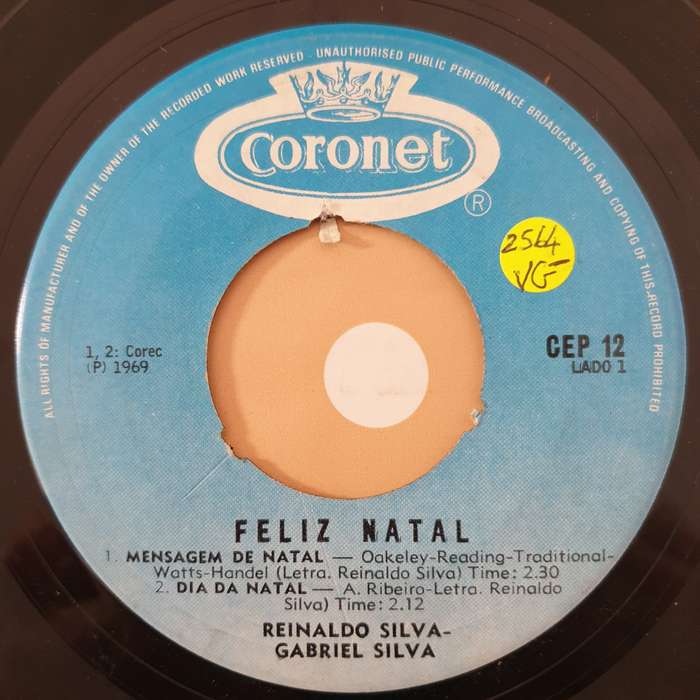 ALL RIGHTS OF MANUFACTURER AND OF THE OWNER OF THE RECORDED WORK RESERVED . UNAUTHORISED PUBLIC PERFORMANCE BROADCASTING AND COPYING OF THIS RECORD PROHIBITED
coronet
®
2564
VG-
1, 2: Corec
(P) 1969
CEP 12
LADO 1
FELIZ NATAL
1. MENSAGEM DE NATAL — Oakeley-Reading-Traditional-
Watts-Handel (Letra. Reinaldo Silva) Time: 2.30
2. DIA DA NATAL — A. Ribeiro-Letra. Reinaldo
Silva) Time: 2.12
REINALDO SILVA-
GABRIEL SILVA